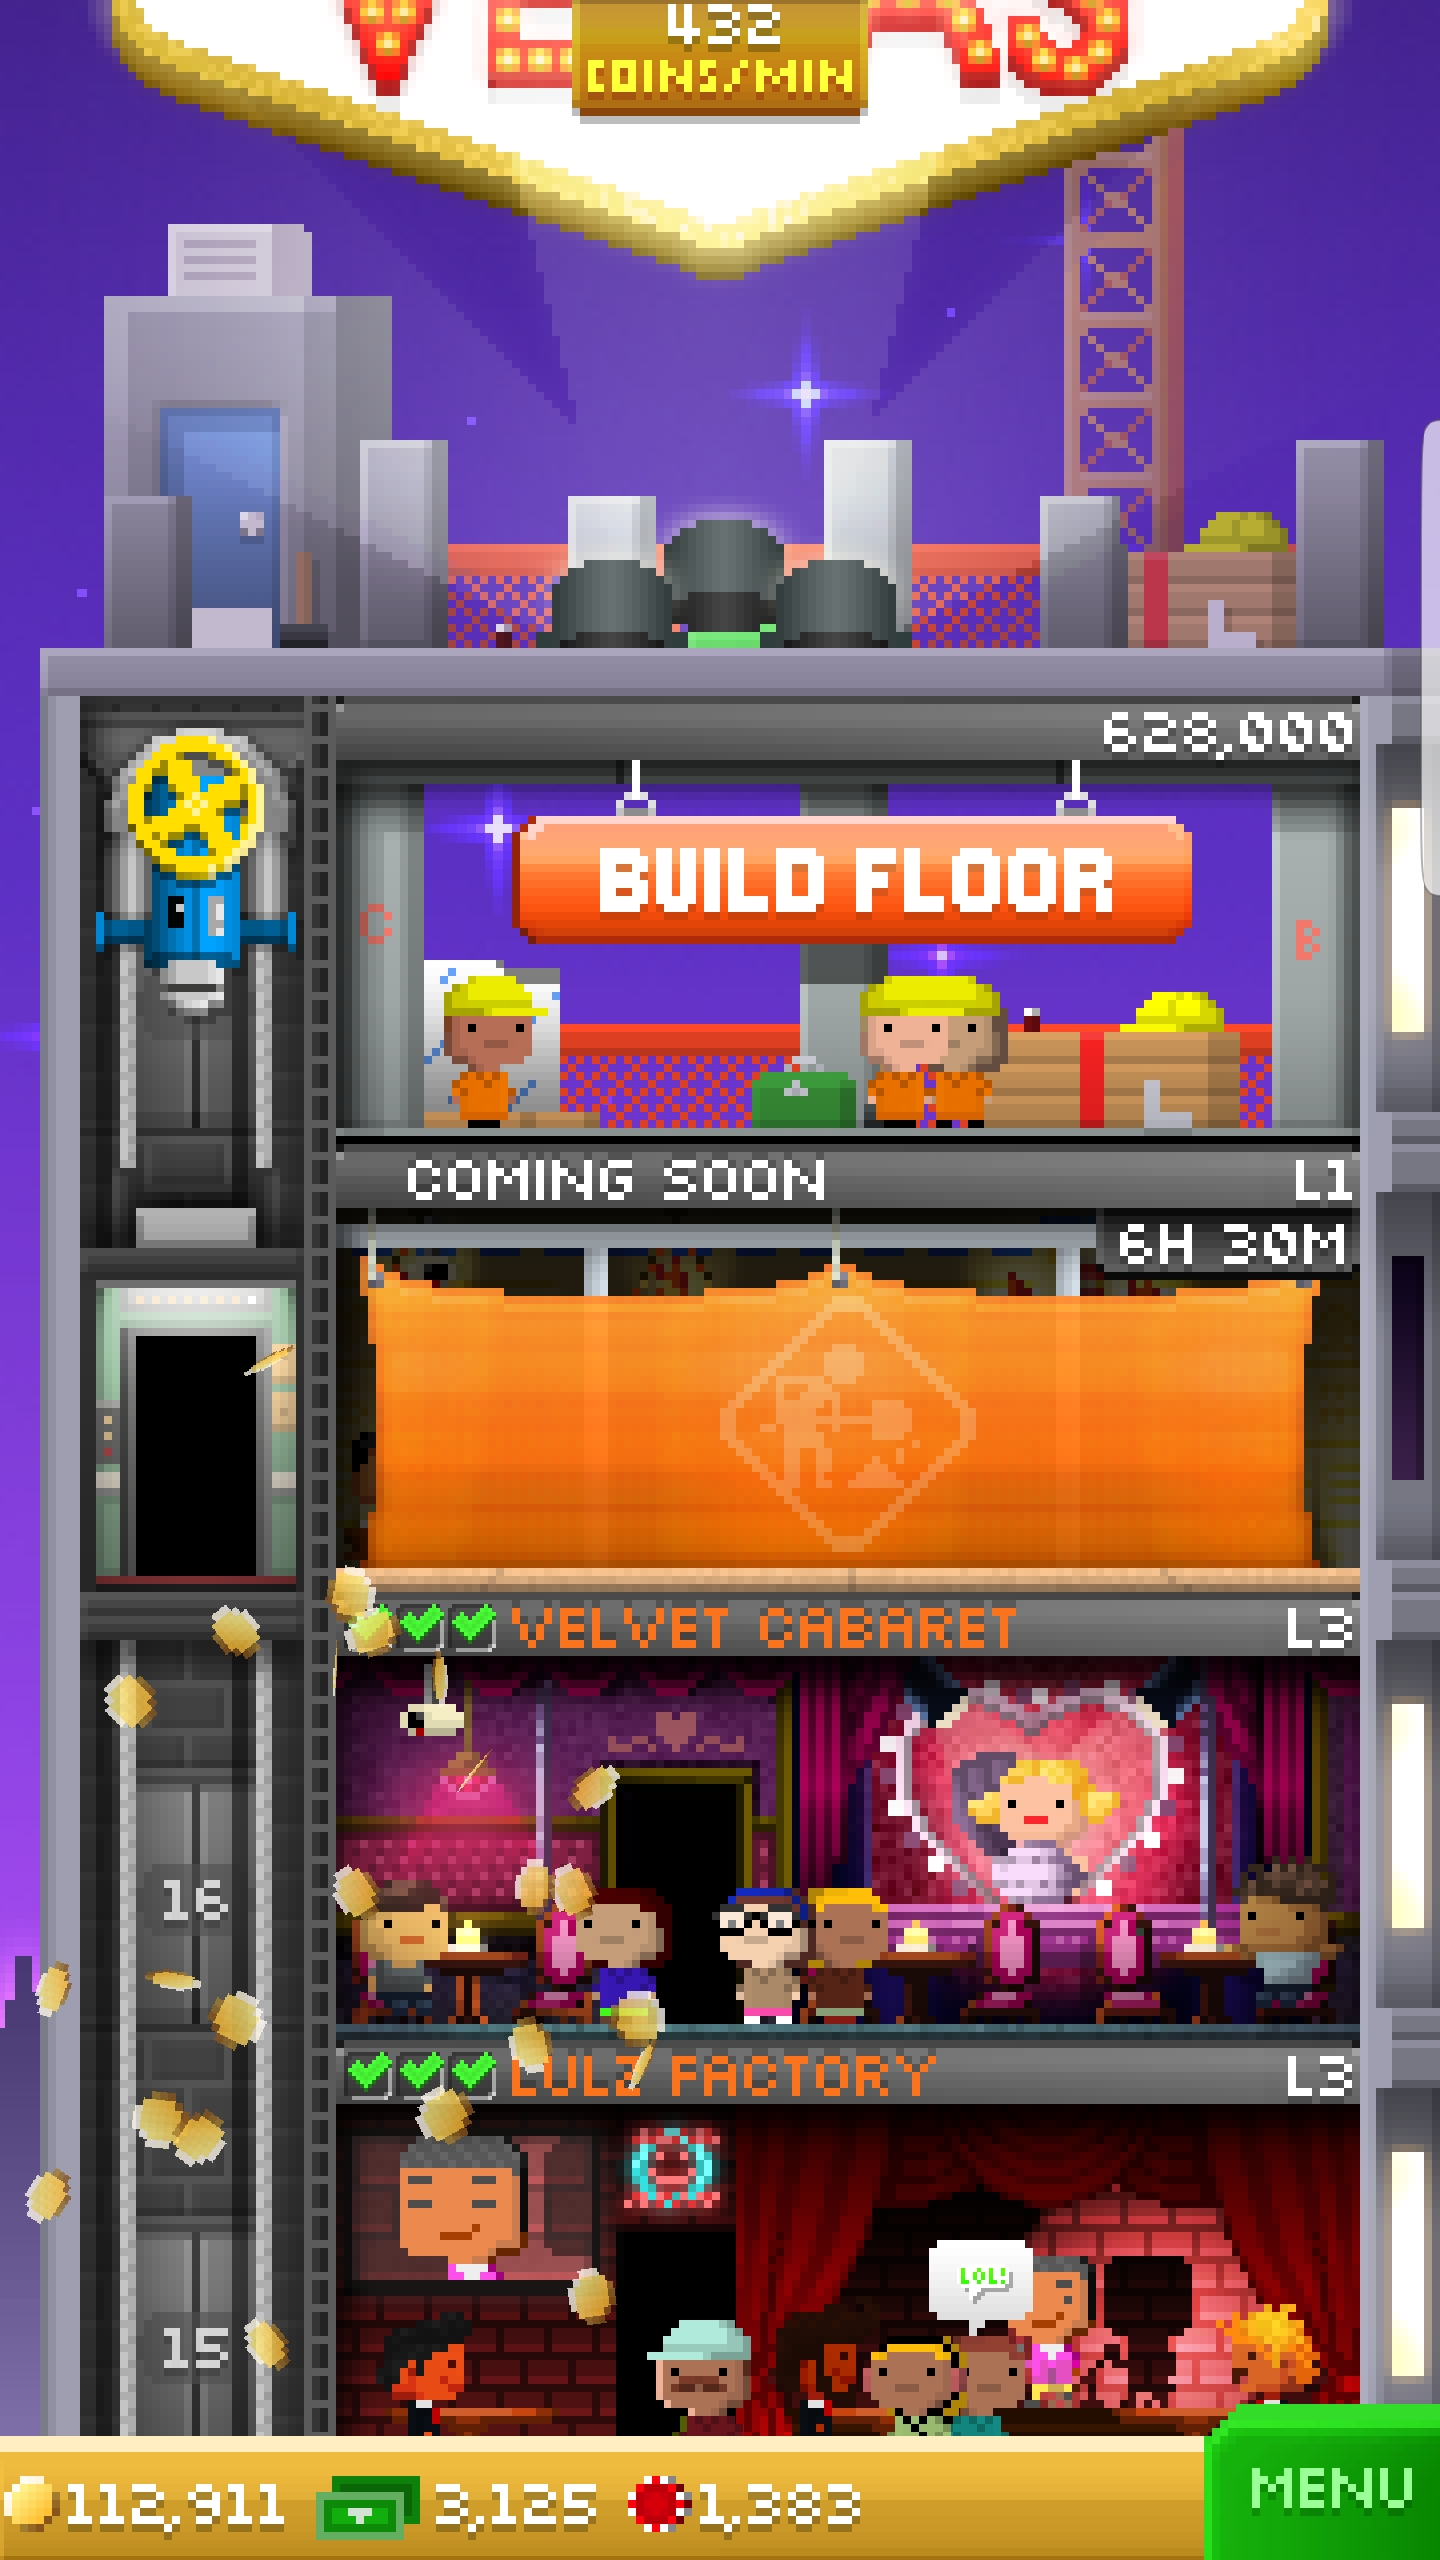 432
COINS/MIN
628,000
BUILD FLOOR
C
B
COMING SOON L1
6H 30M
VELVET CABARET L3
16
LULZ FACTORY L3
LOL!
15
112,911 3,125 1,383
MENU